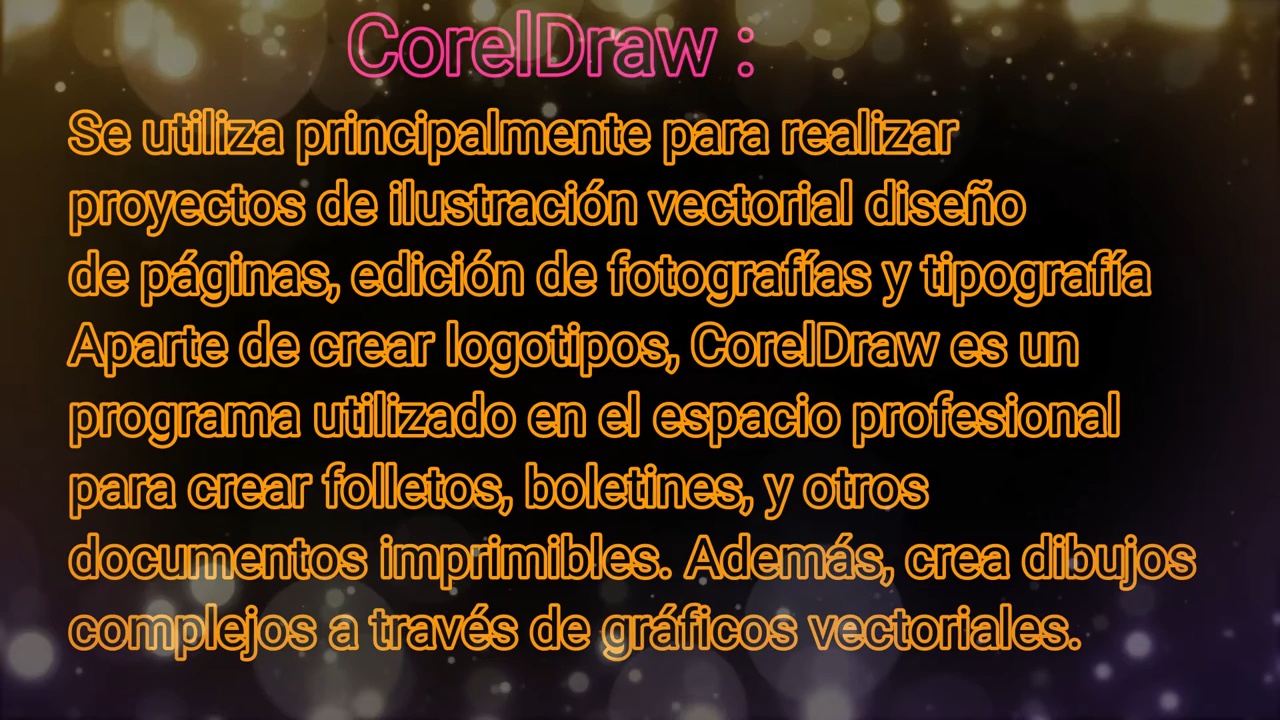 CorelDraw :
Se utiliza principalmente para realizar
proyectos de ilustración vectorial diseño
de páginas, edición de fotografías y tipografía
Aparte de crear logotipos, CorelDraw es un
programa utilizado en el espacio profesional
para crear folletos, boletines, y otros
documentos imprimibles. Además, crea dibujos
complejos a través de gráficos vectoriales.